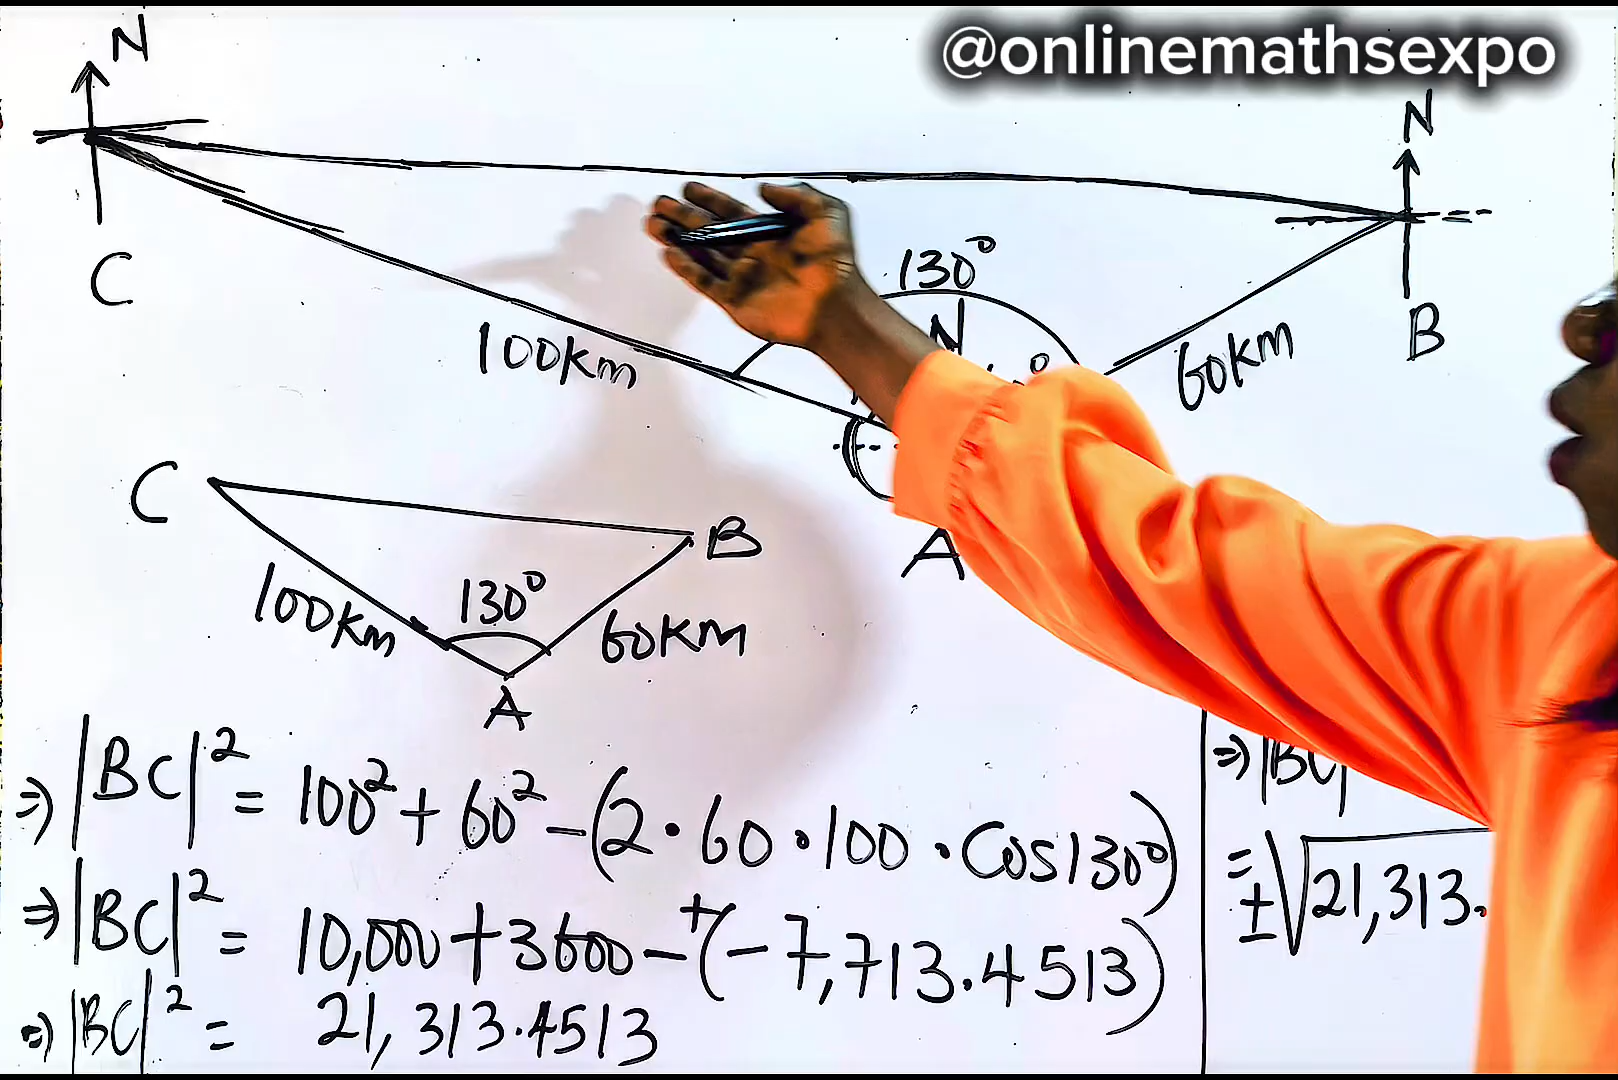 @onlinemathsexpo
N
N
C
130°
N
B
100km
60km
A
C
B
130°
100km
60km
A
⇒ |BC|² = 100² + 60² - (2 · 60 · 100 · Cos130°)
⇒ |BC|² = 10,000 + 3600 - + (-7,713.4513)
⇒ |BC|² = 21,313.4513
⇒ |BC|
= ±√21,313.